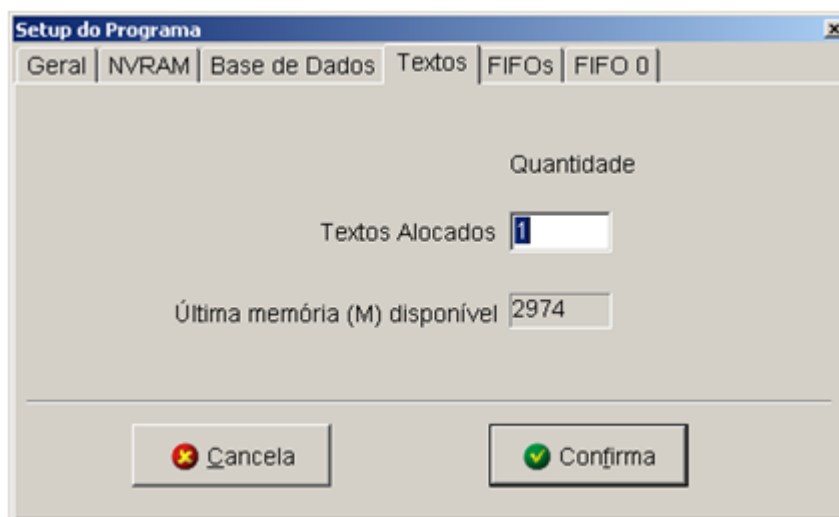 Setup do Programa
Geral NVRAM Base de Dados Textos FIFOs FIFO 0
Quantidade
Textos Alocados 1
Última memória (M) disponível 2974
Cancela Confirma